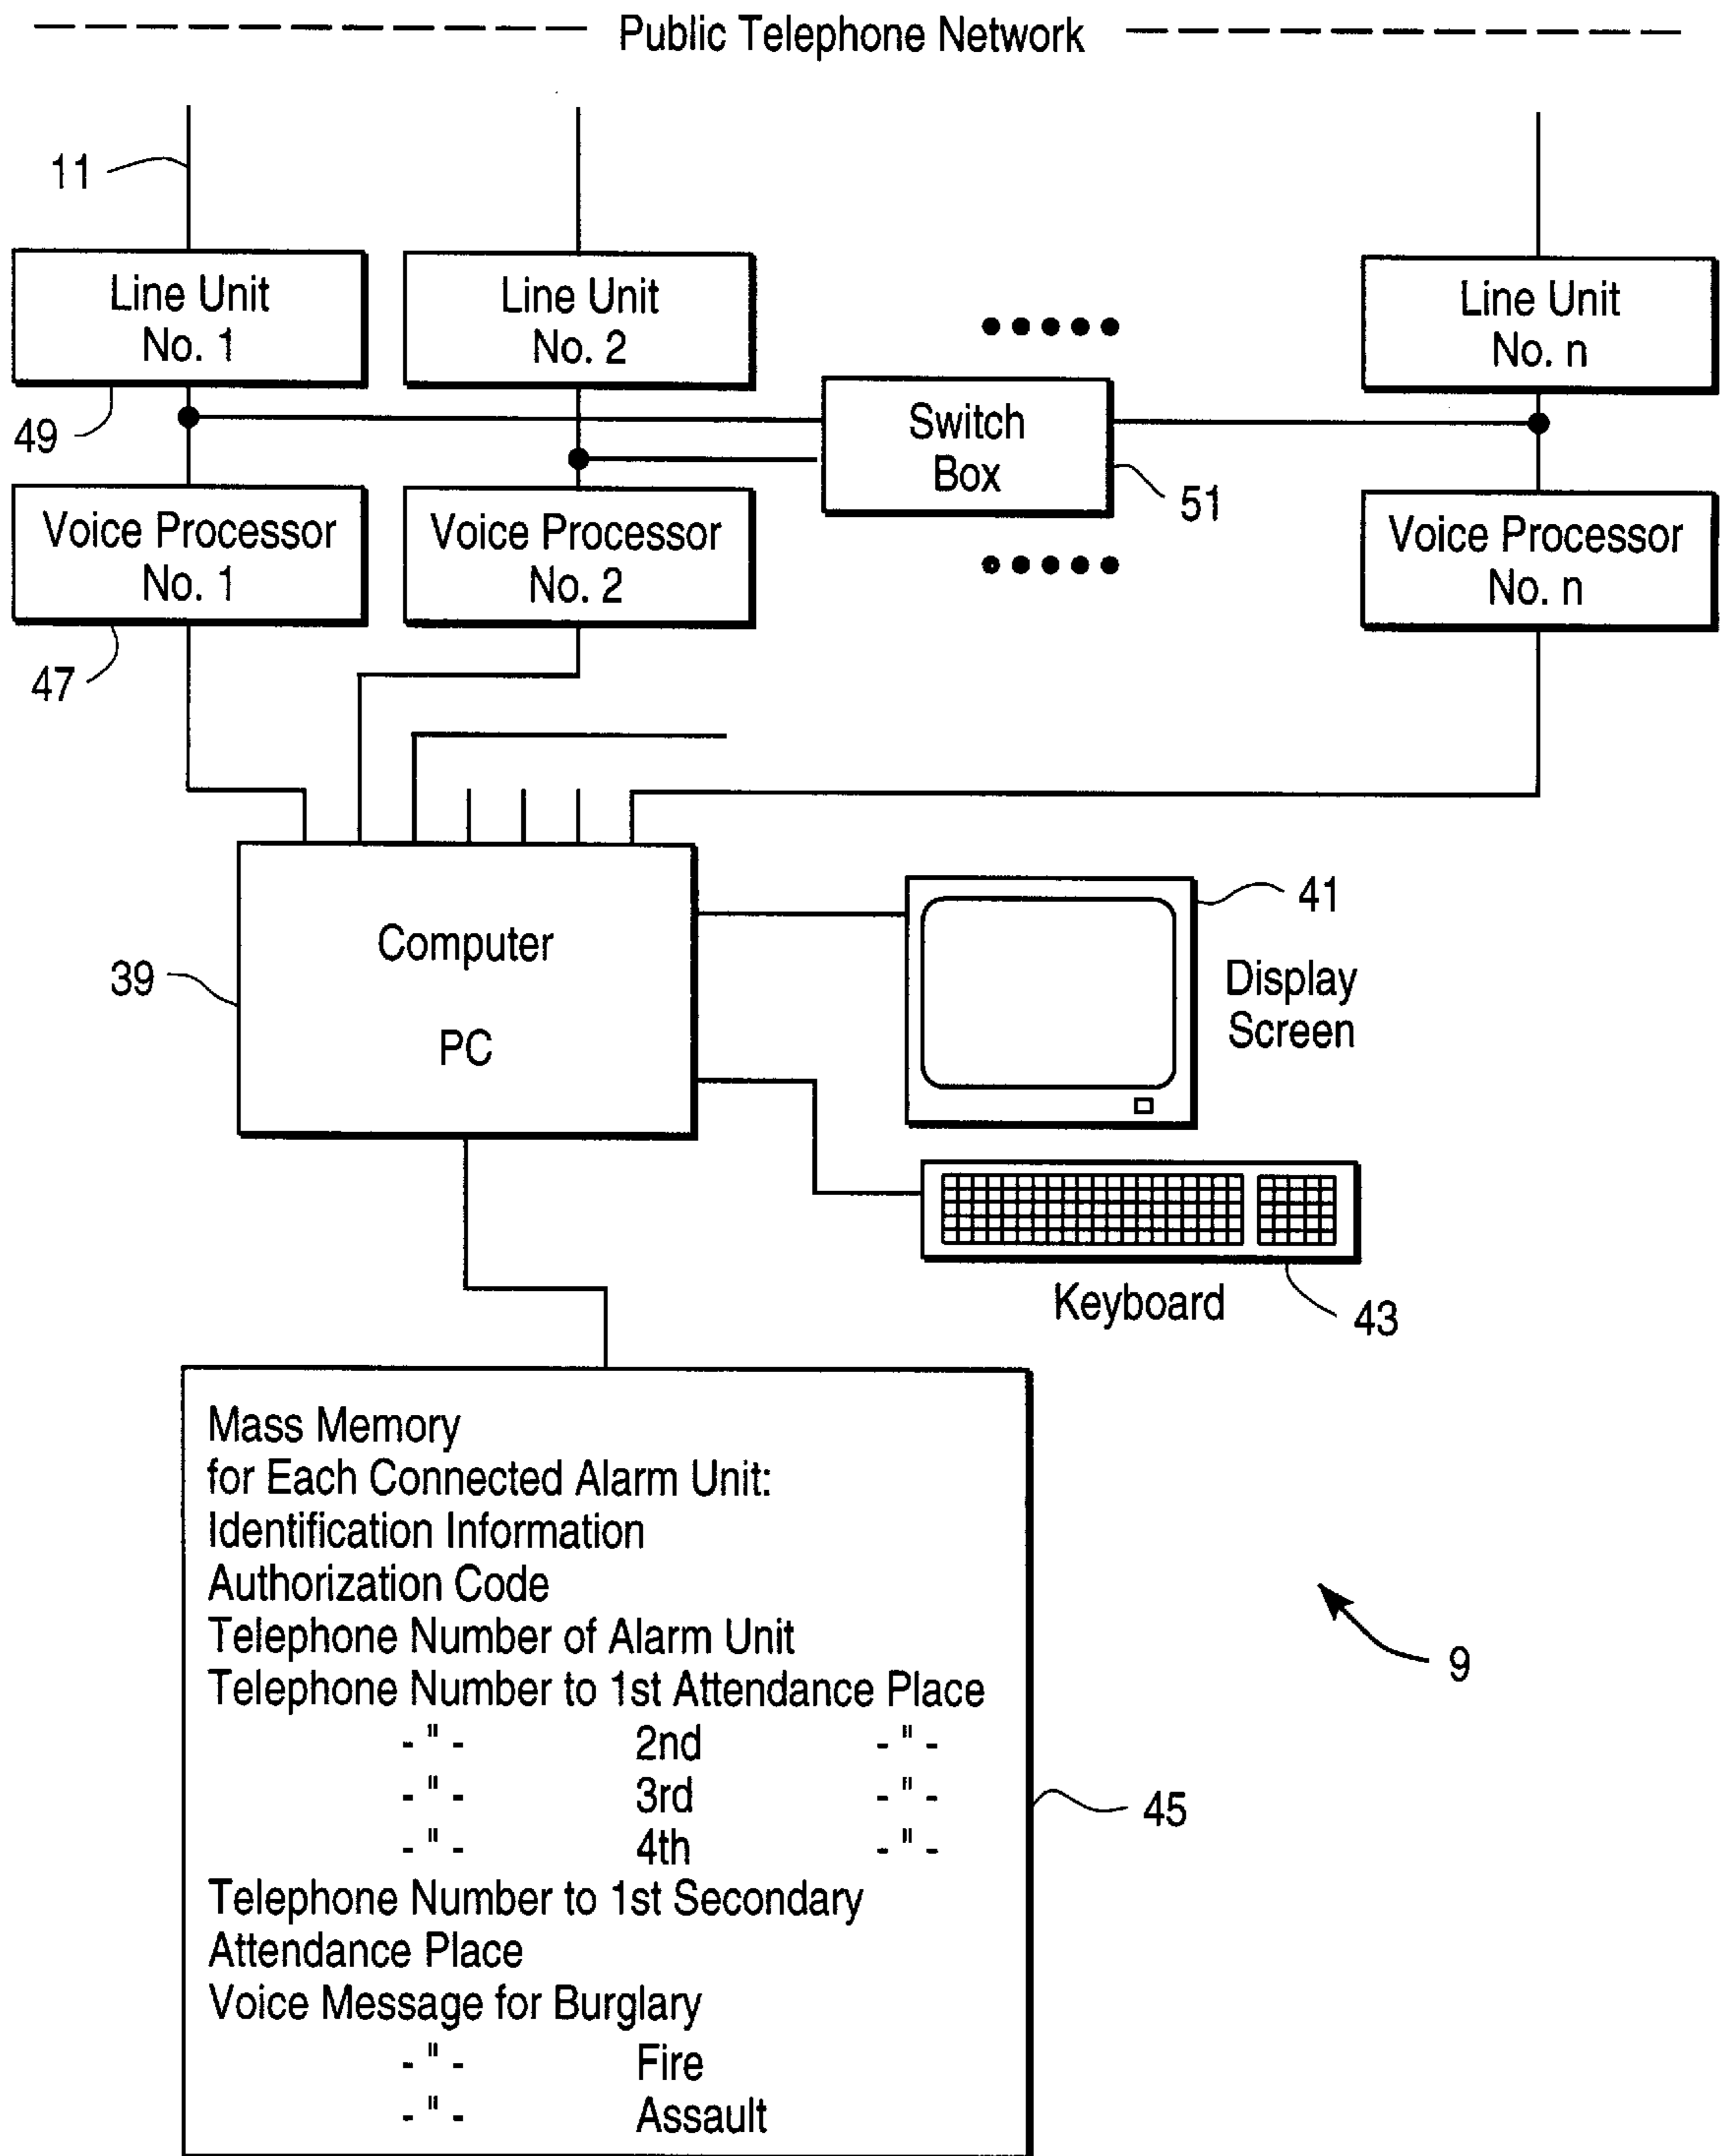 Public Telephone Network
11
Line Unit
No. 1
Line Unit
No. 2
Line Unit
No. n
49
Switch
Box
51
Voice Processor
No. 1
Voice Processor
No. 2
Voice Processor
No. n
47
Computer
PC
39
41
Display
Screen
Keyboard
43
Mass Memory
for Each Connected Alarm Unit:
Identification Information
Authorization Code
Telephone Number of Alarm Unit
Telephone Number to 1st Attendance Place
- " - 2nd - " -
- " - 3rd - " -
- " - 4th - " -
Telephone Number to 1st Secondary
Attendance Place
Voice Message for Burglary
- " - Fire
- " - Assault
45
9